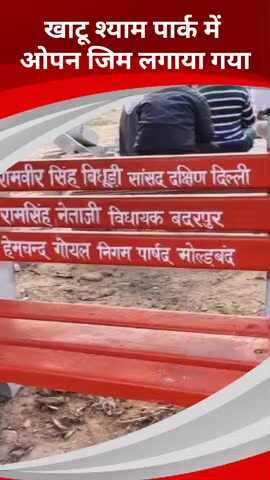 खाटू श्याम पार्क में
ओपन जिम लगाया गया
रामवीर सिंह बिधूड़ी सांसद दक्षिण दिल्ली
रामसिंह नेताजी विधायक बदरपुर
हेमचन्द गोयल निगम पार्षद मोलड़बंद